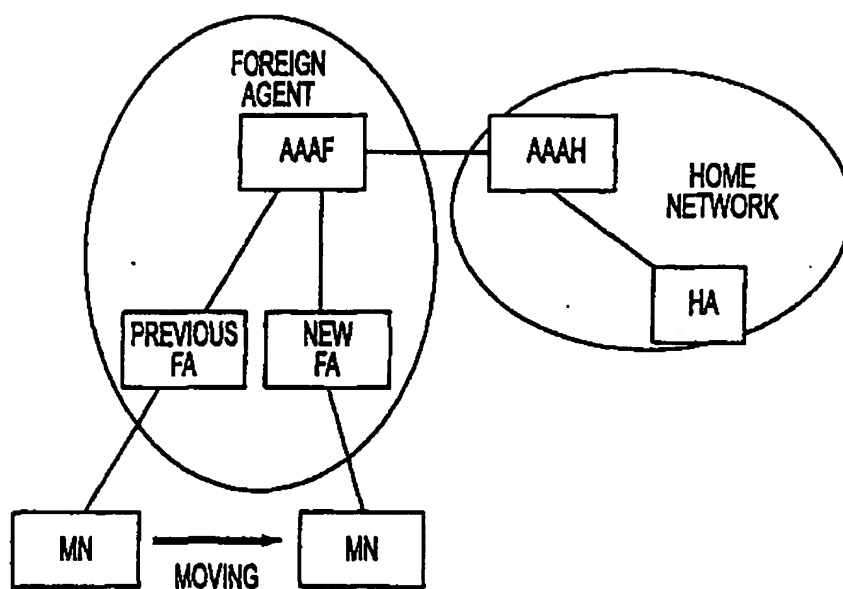 FOREIGN
AGENT
AAAF
AAAH
HOME
NETWORK
PREVIOUS
FA
NEW
FA
HA
MN
MOVING
MN